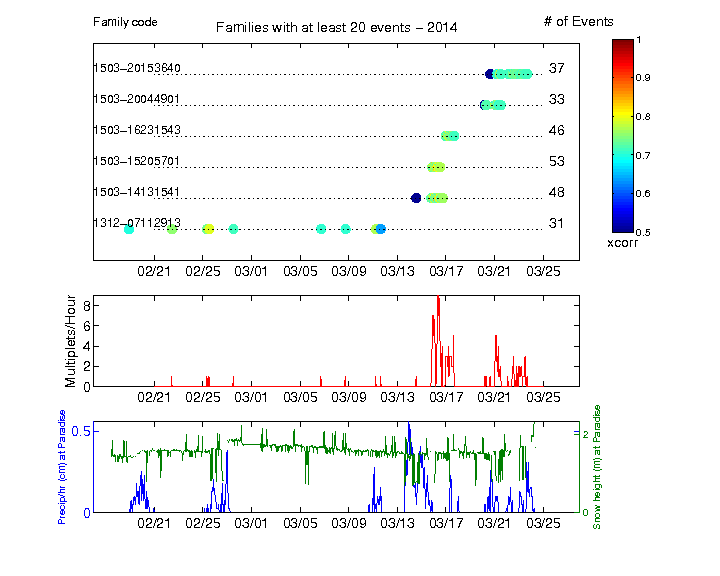 Family code
Families with at least 20 events − 2014
# of Events
1503−20153640
37
1503−20044901
33
1503−16231543
46
1503−15205701
53
1503−14131541
48
1312−07112913
31
02/21 02/25 03/01 03/05 03/09 03/13 03/17 03/21 03/25
1
0.9
0.8
0.7
0.6
0.5
xcorr
Multiplets/Hour
8
6
4
2
0
02/21 02/25 03/01 03/05 03/09 03/13 03/17 03/21 03/25
Precip/hr (cm) at Paradise
0.5
0
2
0
Snow height (m) at Paradise
02/21 02/25 03/01 03/05 03/09 03/13 03/17 03/21 03/25